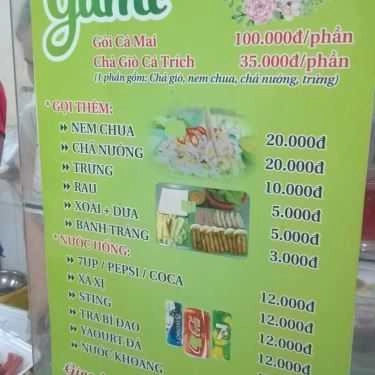 Yumi
Gỏi Cá Mai 100.000đ/phần
Chả Giò Cá Trích 35.000đ/phần
(1 phần gồm: Chả giò, nem chua, chả nướng, trứng)
* GỌI THÊM:
NEM CHUA 20.000đ
CHẢ NƯỚNG 20.000đ
TRỨNG 10.000đ
RAU 5.000đ
XOÀI + DƯA 5.000đ
BÁNH TRÁNG 3.000đ
* NƯỚC UỐNG:
7UP / PEPSI / COCA 12.000đ
XÁ XỊ 12.000đ
STING 12.000đ
TRÀ BÍ ĐAO 12.000đ
YAOURT ĐÁ
NƯỚC KHOÁNG